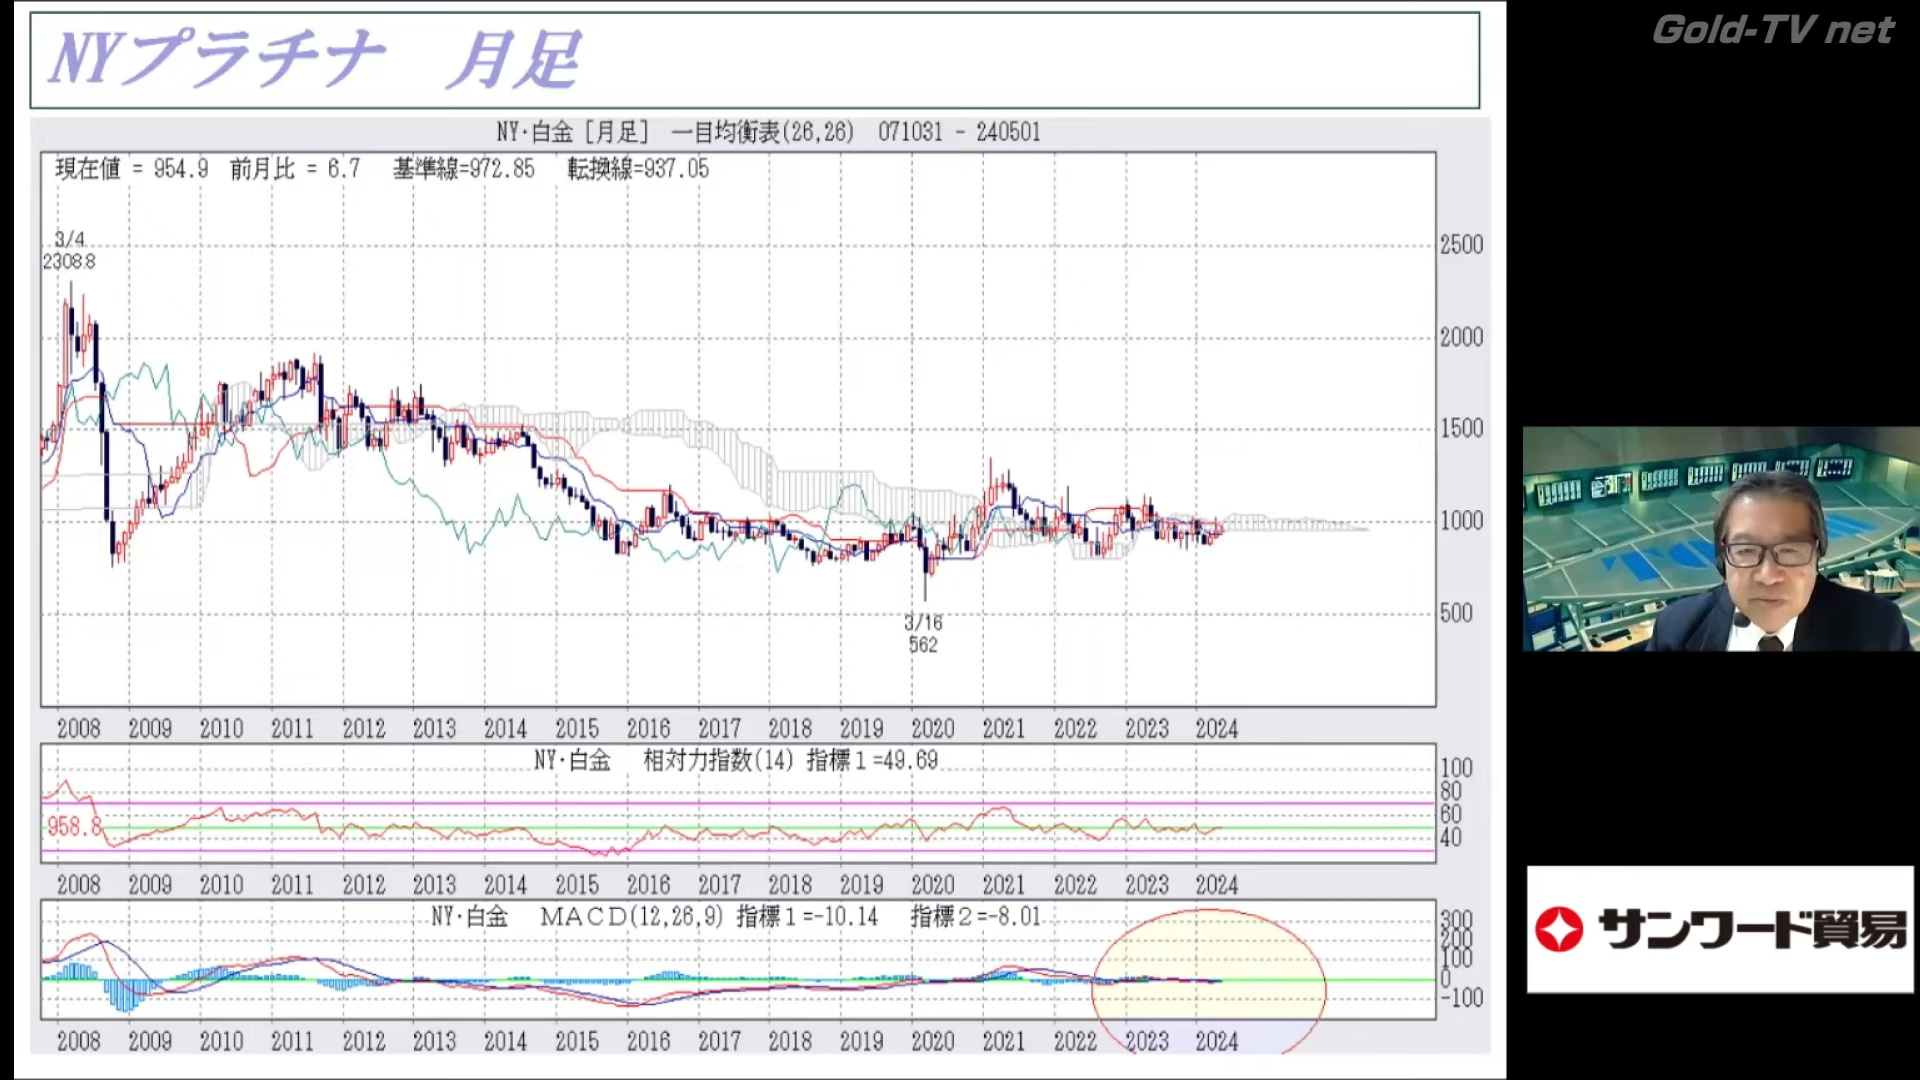 Gold-TV net
NYプラチナ　月足
NY・白金 [月足]　一目均衡表(26,26)　071031 - 240501
現在値 = 954.9　前月比 = 6.7　基準線=972.85　転換線=937.05
3/4
2308.8
2500
2000
1500
1000
500
3/16
562
2008 2009 2010 2011 2012 2013 2014 2015 2016 2017 2018 2019 2020 2021 2022 2023 2024
NY・白金　相対力指数(14) 指標１=49.69
100
80
60
40
958.8
2008 2009 2010 2011 2012 2013 2014 2015 2016 2017 2018 2019 2020 2021 2022 2023 2024
NY・白金　ＭＡＣＤ(12,26,9) 指標１=-10.14　指標２=-8.01
300
200
100
0
-100
2008 2009 2010 2011 2012 2013 2014 2015 2016 2017 2018 2019 2020 2021 2022 2023 2024
サンワード貿易